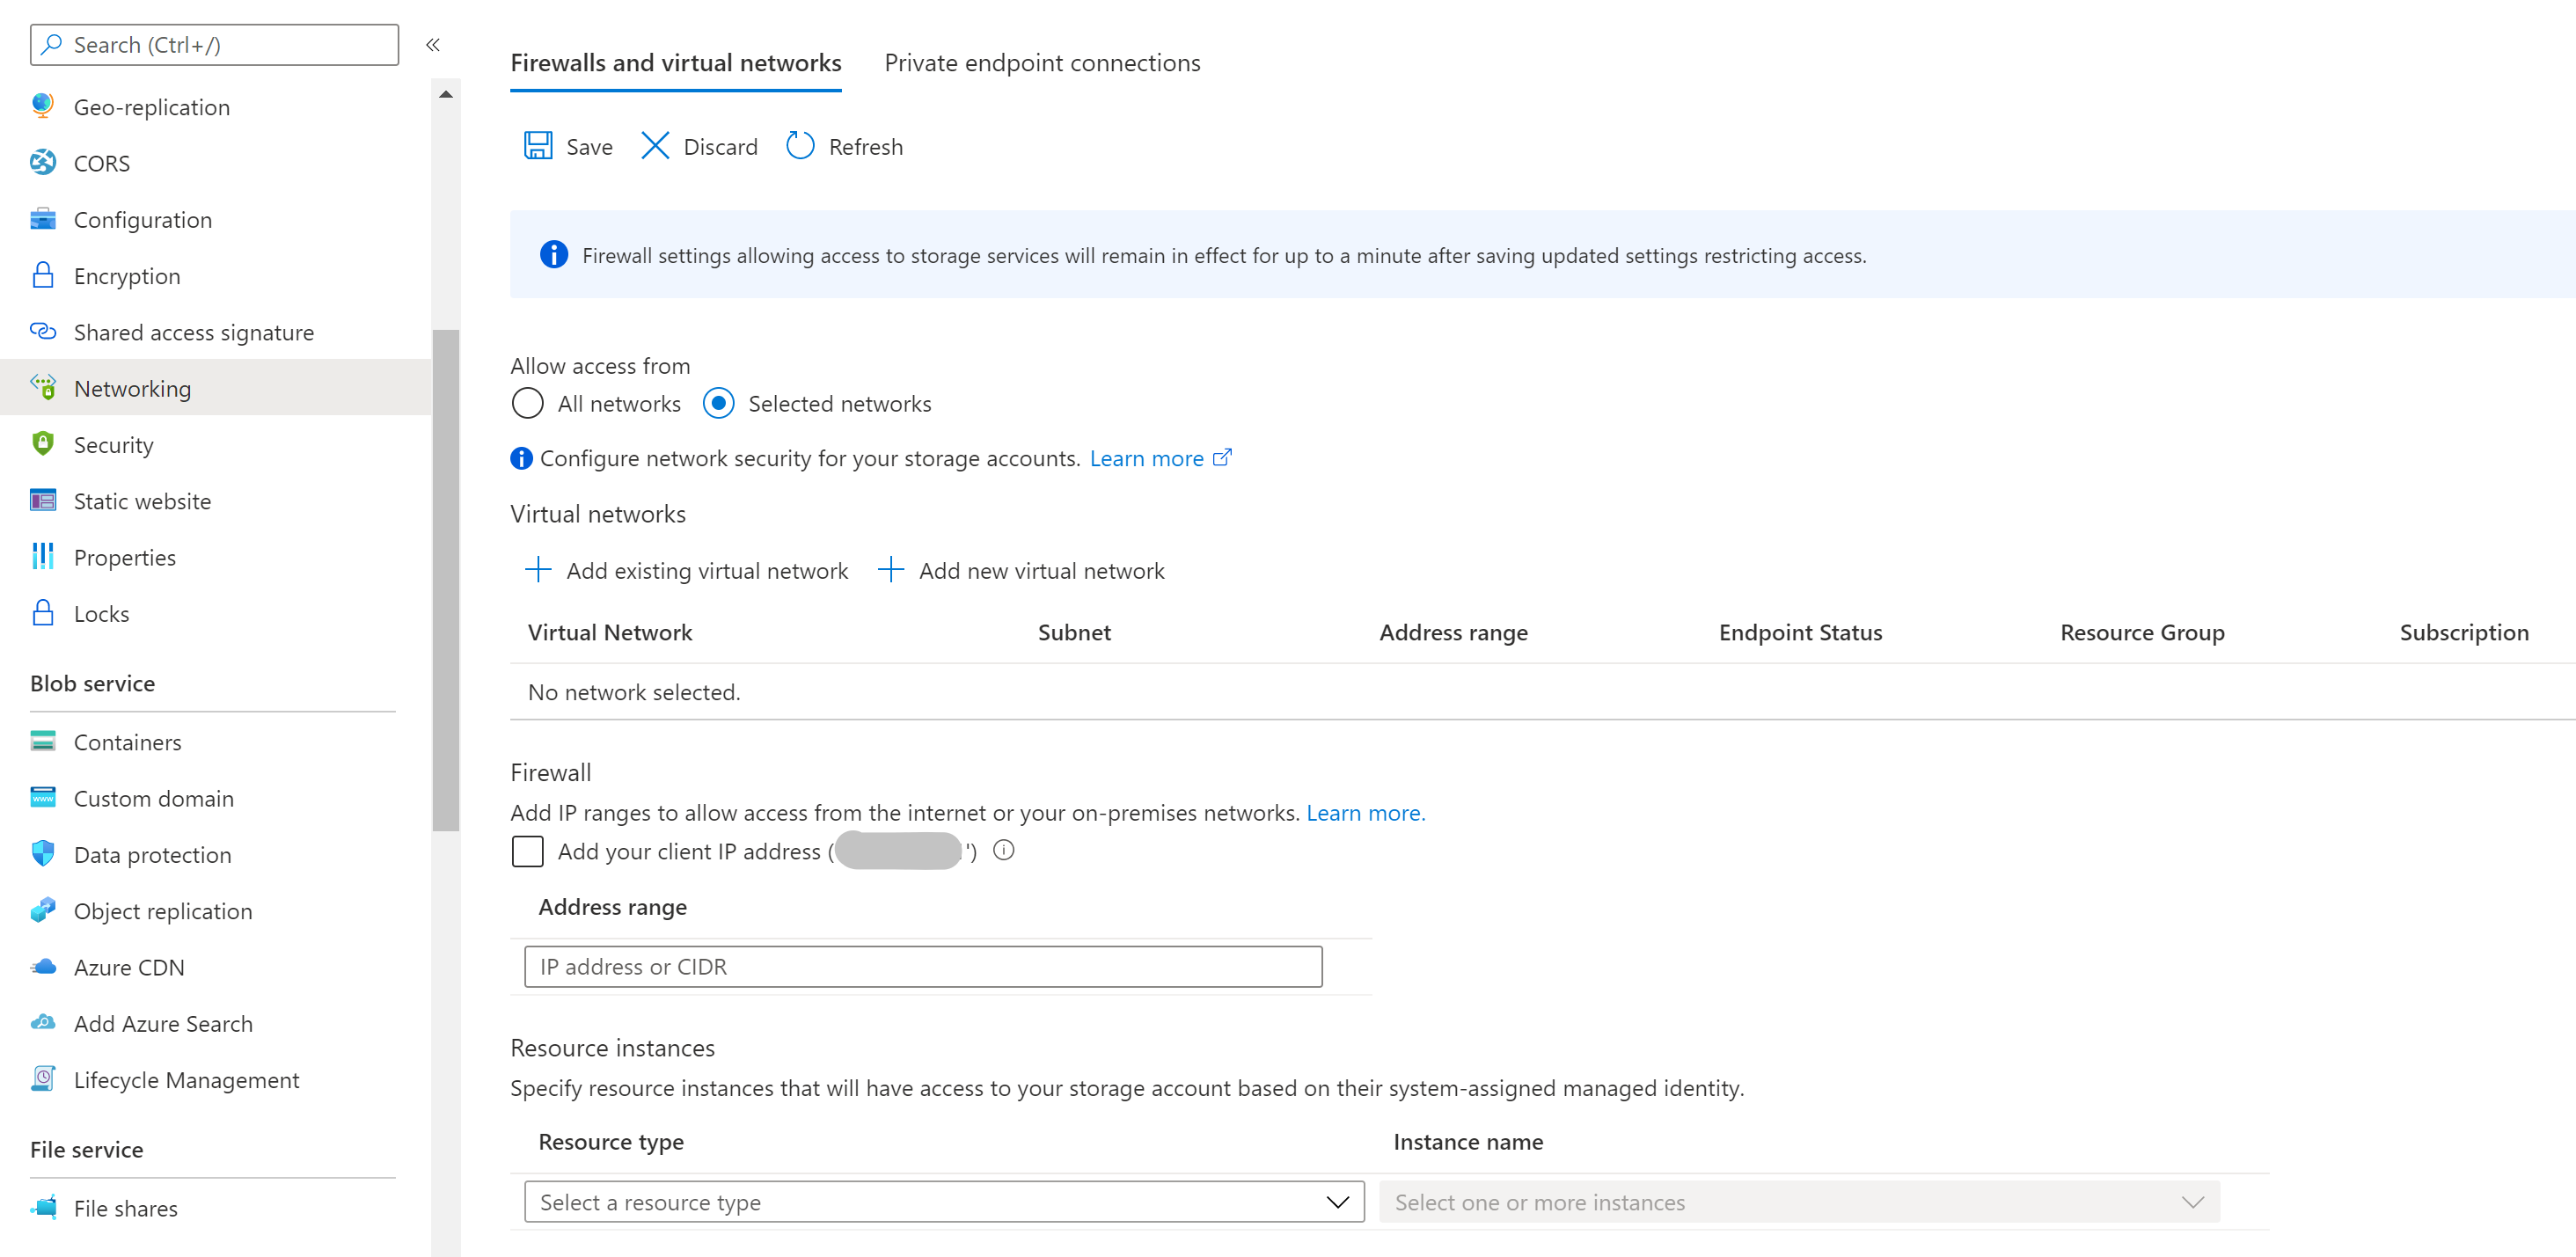 Search (Ctrl+/)
«
Geo-replication
CORS
Configuration
Encryption
Shared access signature
Networking
Security
Static website
Properties
Locks
Blob service
Containers
Custom domain
Data protection
Object replication
Azure CDN
Add Azure Search
Lifecycle Management
File service
File shares
Firewalls and virtual networks Private endpoint connections
Save Discard Refresh
Firewall settings allowing access to storage services will remain in effect for up to a minute after saving updated settings restricting access.
Allow access from
All networks Selected networks
Configure network security for your storage accounts. Learn more
Virtual networks
Add existing virtual network Add new virtual network
Virtual Network Subnet Address range Endpoint Status Resource Group Subscription
No network selected.
Firewall
Add IP ranges to allow access from the internet or your on-premises networks. Learn more.
Add your client IP address ( ')
Address range
IP address or CIDR
Resource instances
Specify resource instances that will have access to your storage account based on their system-assigned managed identity.
Resource type Instance name
Select a resource type Select one or more instances